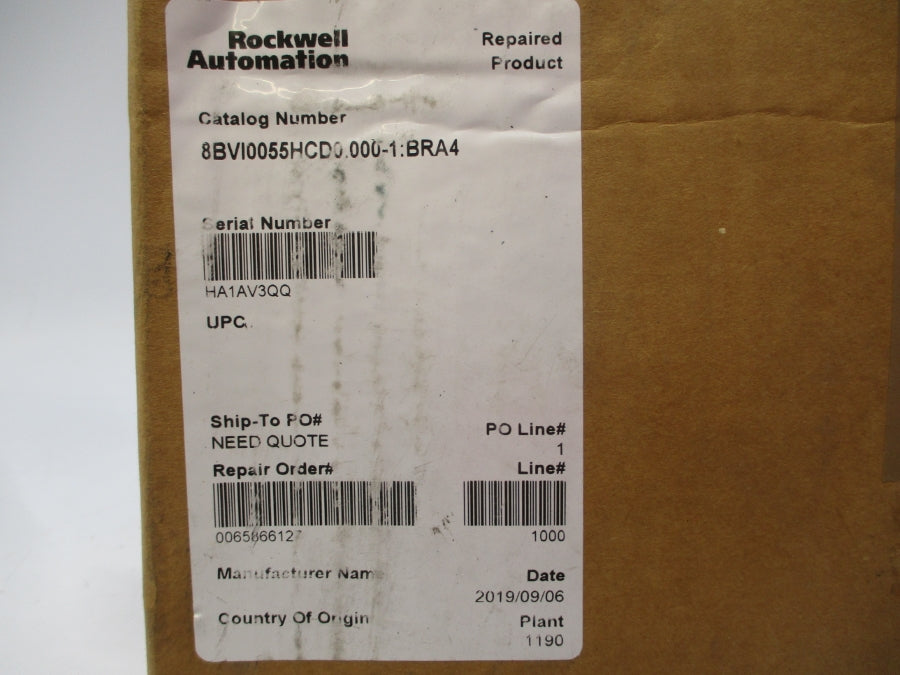 Rockwell
Automation
Repaired
Product
Catalog Number
8BVI0055HCD0.000-1:BRA4
Serial Number
HA1AV3QQ
UPC
Ship-To PO#
NEED QUOTE
PO Line#
1
Repair Order#
Line#
1000
Manufacturer Name
Date
2019/09/06
Country Of Origin
Plant
1190